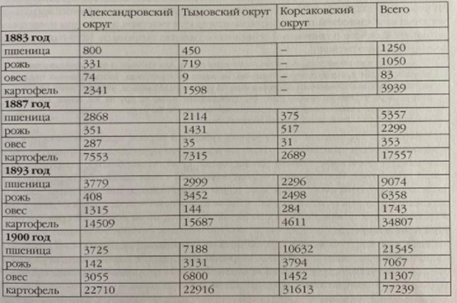 Александровский округ Тымовский округ Корсаковский округ Всего
1883 год
пшеница 800 450 – 1250
рожь 331 719 – 1050
овес 74 9 – 83
картофель 2341 1598 – 3939
1887 год
пшеница 2868 2114 375 5357
рожь 351 1431 517 2299
овес 287 35 31 353
картофель 7553 7315 2689 17557
1893 год
пшеница 3779 2999 2296 9074
рожь 408 3452 2498 6358
овес 1315 144 284 1743
картофель 14509 15687 4611 34807
1900 год
пшеница 3725 7188 10632 21545
рожь 142 3131 3794 7067
овес 3055 6800 1452 11307
картофель 22710 22916 31613 77239